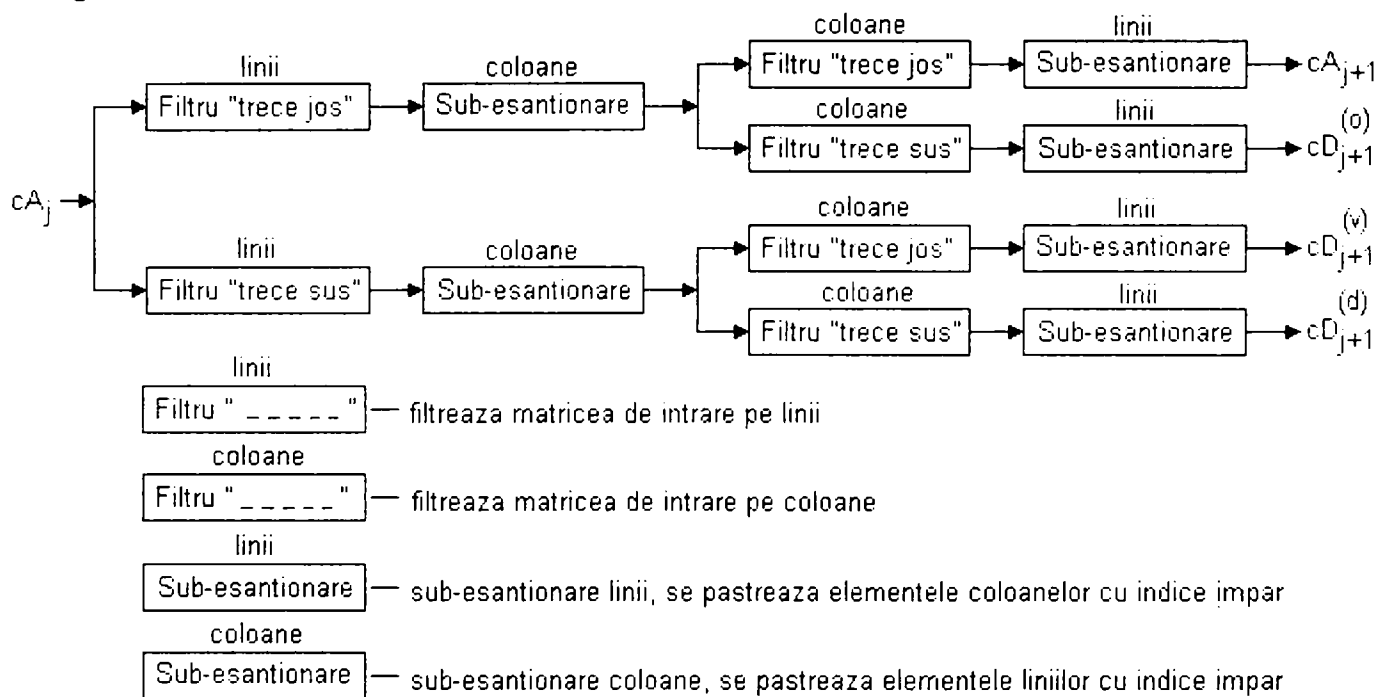 coloane linii
linii coloane Filtru "trece jos" Sub-esantionare cA j+1
Filtru "trece jos" Sub-esantionare coloane linii
Filtru "trece sus" Sub-esantionare cD j+1 (o)
cA j
coloane linii
linii coloane Filtru "trece jos" Sub-esantionare cD j+1 (v)
Filtru "trece sus" Sub-esantionare coloane linii
Filtru "trece sus" Sub-esantionare cD j+1 (d)
linii
Filtru " _ _ _ _ _ " — filtreaza matricea de intrare pe linii
coloane
Filtru " _ _ _ _ _ " — filtreaza matricea de intrare pe coloane
linii
Sub-esantionare — sub-esantionare linii, se pastreaza elementele coloanelor cu indice impar
coloane
Sub-esantionare — sub-esantionare coloane, se pastreaza elementele liniilor cu indice impar